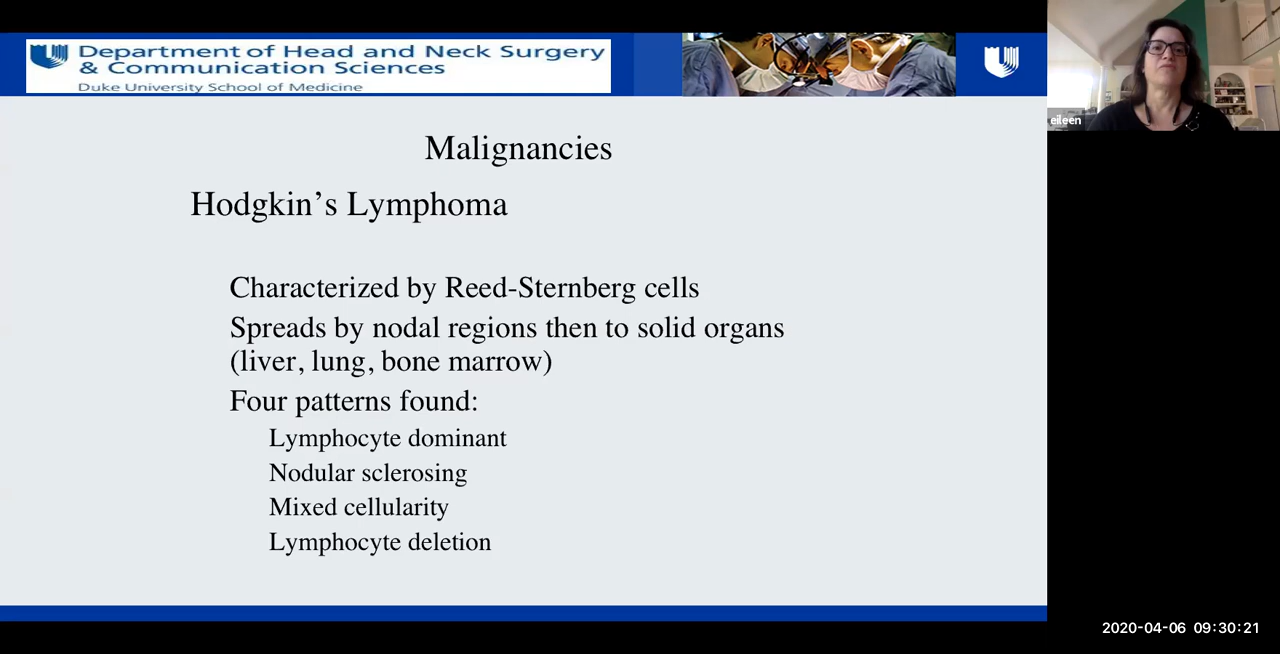 Department of Head and Neck Surgery
& Communication Sciences
Duke University School of Medicine
eileen
Malignancies
Hodgkin’s Lymphoma
Characterized by Reed-Sternberg cells
Spreads by nodal regions then to solid organs
(liver, lung, bone marrow)
Four patterns found:
Lymphocyte dominant
Nodular sclerosing
Mixed cellularity
Lymphocyte deletion
2020-04-06 09:30:21